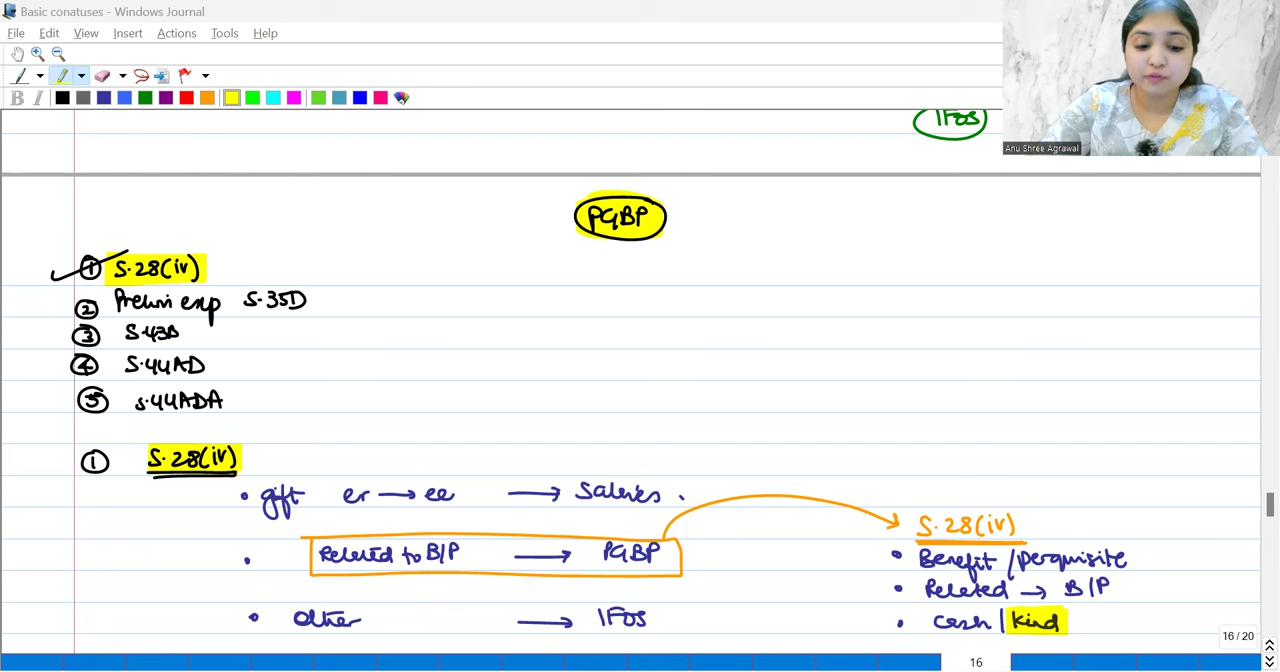 Basic conatuses - Windows Journal
File Edit View Insert Actions Tools Help
B I
IFOS
Anu Shree Agrawal
PGBP
① S.28(iv)
② Prelim exp S.35D
③ S.43B
④ S.44AD
⑤ S.44ADA
① S.28(iv)
• gift er → ee → Salaries.
• Related to B/P → PGBP
• other → IFOS
S.28(iv)
• Benefit / perquisite
• Related → B/P
• cash / kind
16 / 20
16